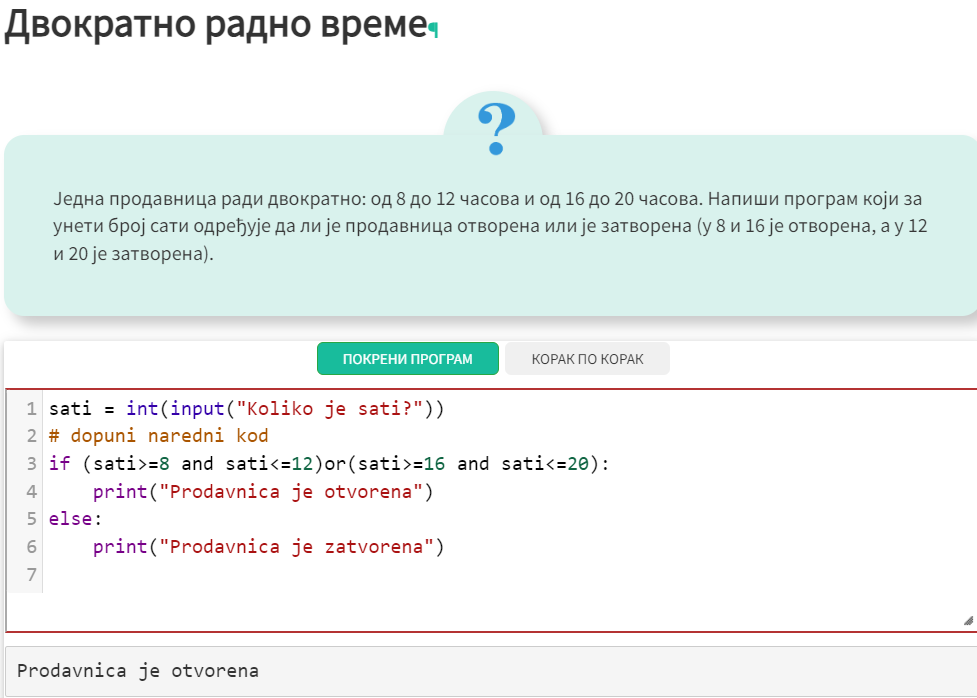 Двократно радно време¶
?
Једна продавница ради двократно: од 8 до 12 часова и од 16 до 20 часова. Напиши програм који за
унети број сати одређује да ли је продавница отворена или је затворена (у 8 и 16 је отворена, а у 12
и 20 је затворена).
ПОКРЕНИ ПРОГРАМ КОРАК ПО КОРАК
1 sati = int(input("Koliko je sati?"))
2 # dopuni naredni kod
3 if (sati>=8 and sati<=12)or(sati>=16 and sati<=20):
4     print("Prodavnica je otvorena")
5 else:
6     print("Prodavnica je zatvorena")
7
Prodavnica je otvorena